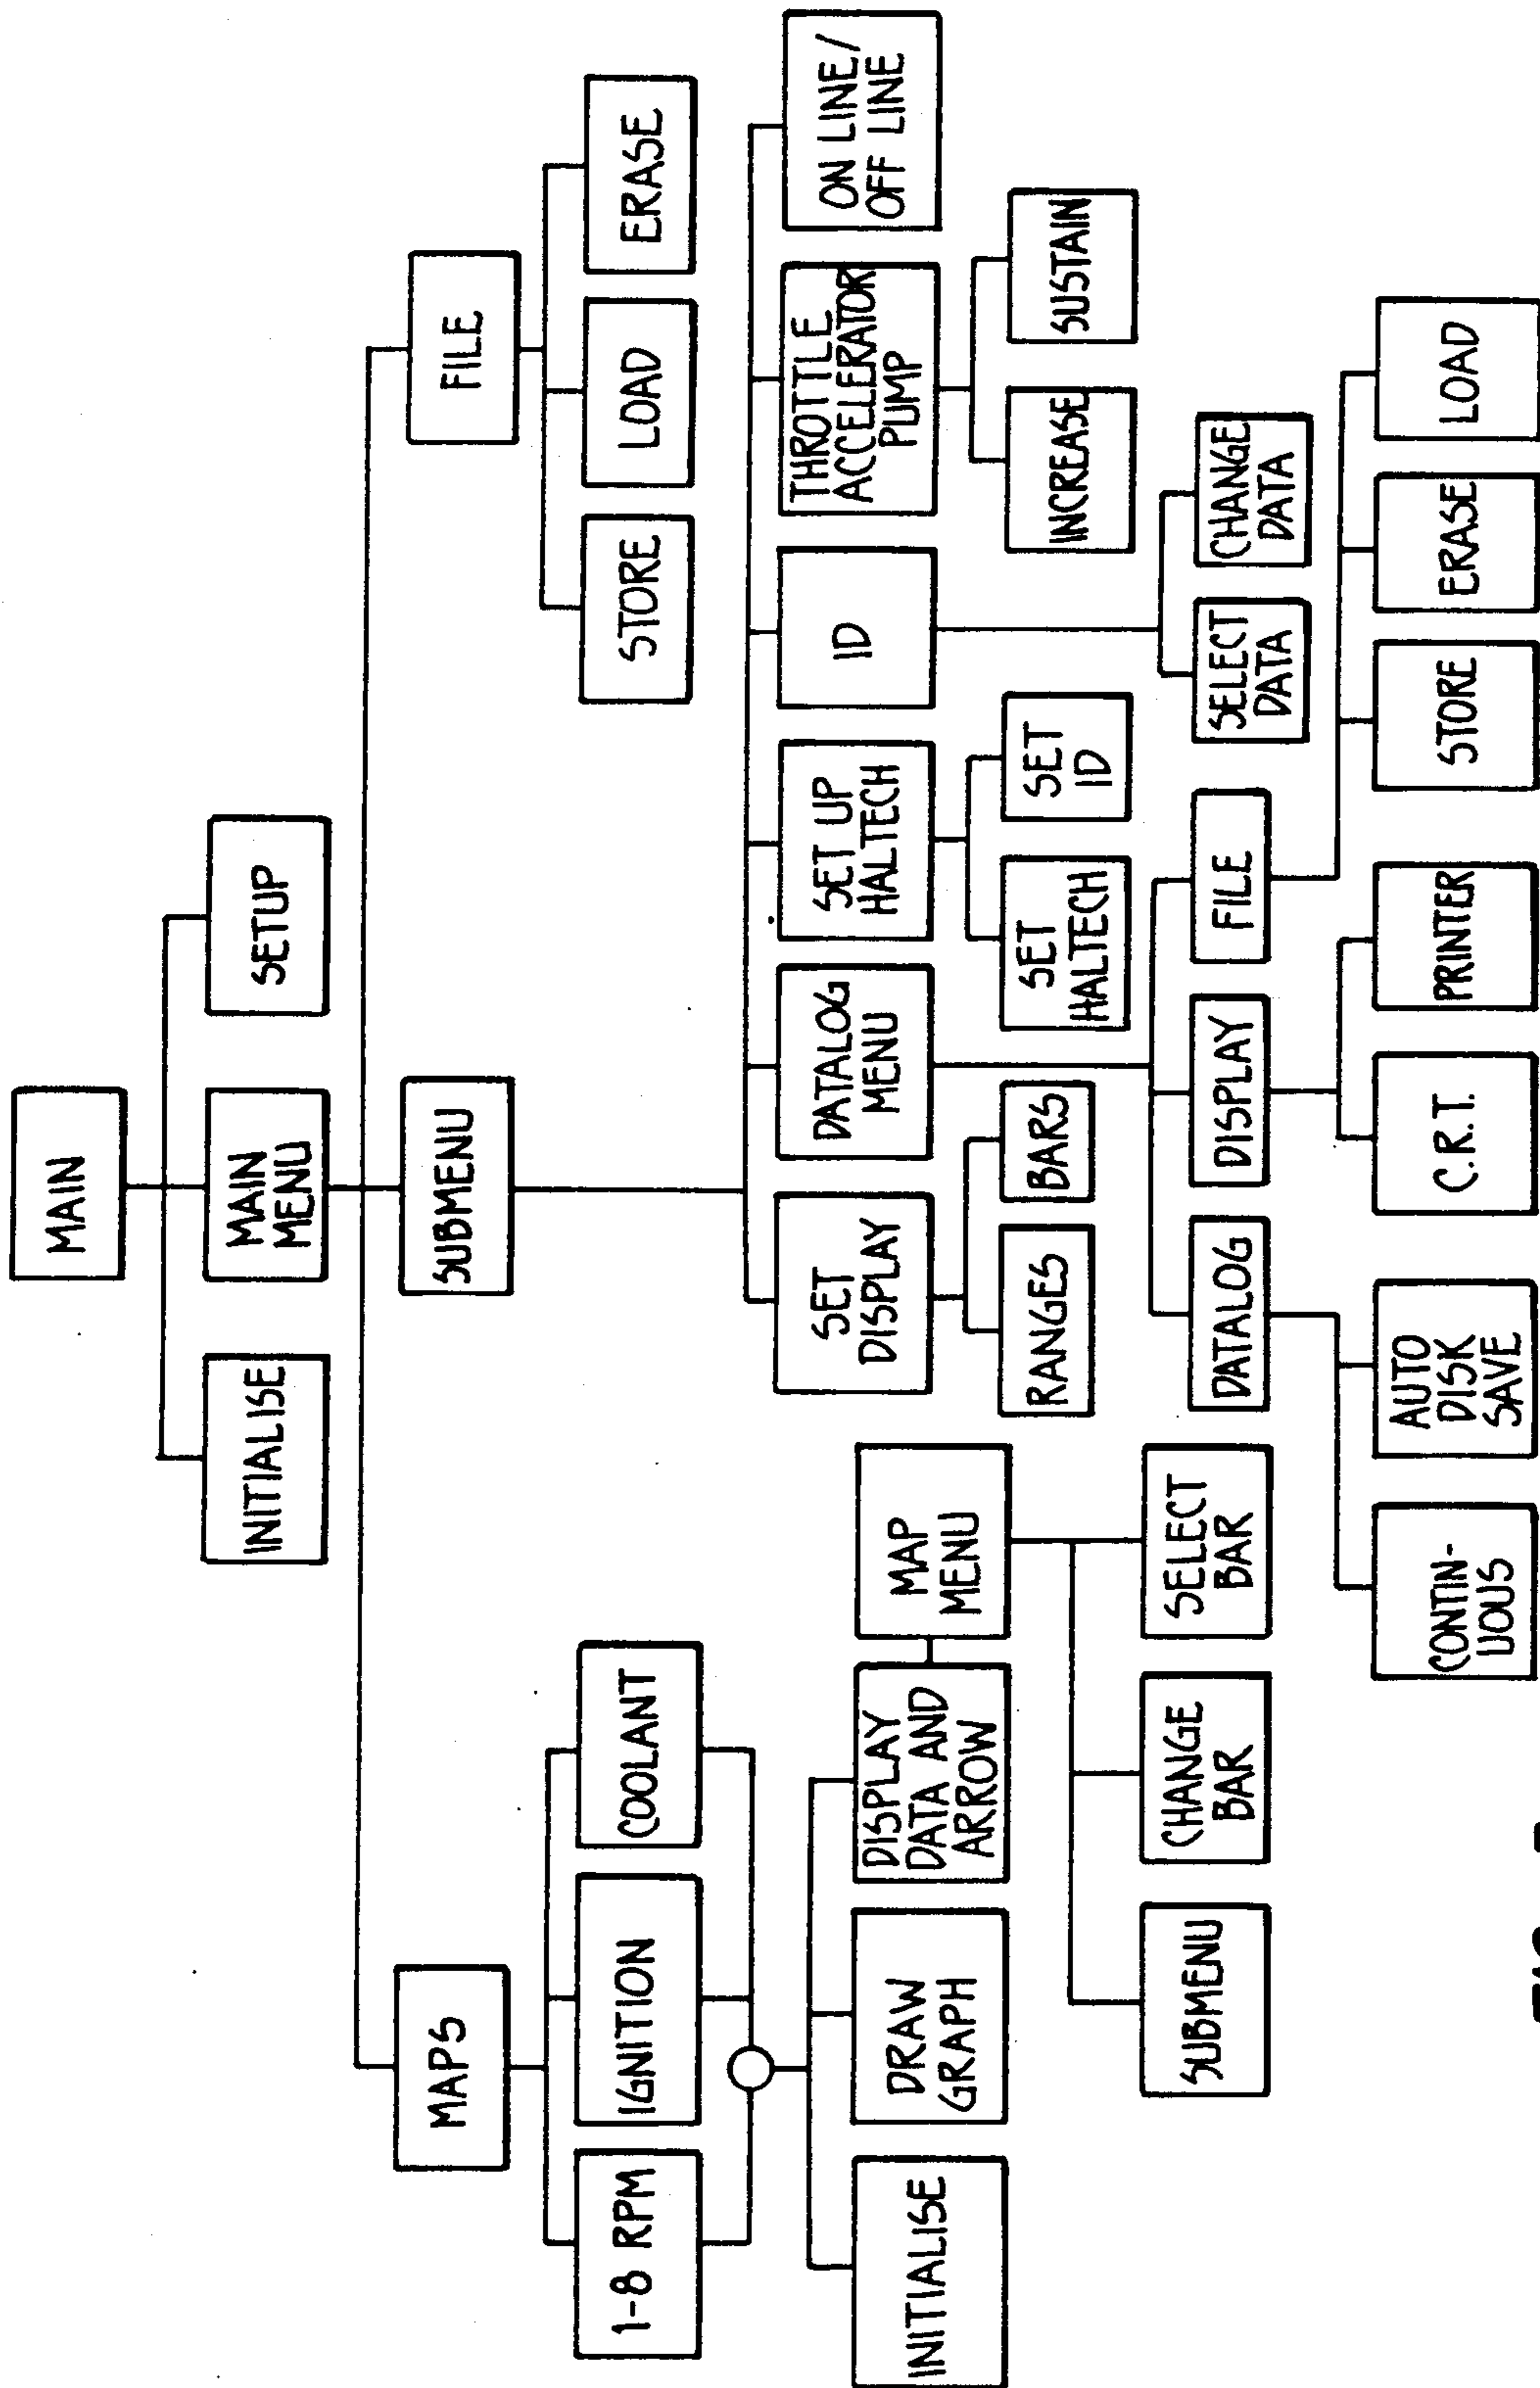 MAIN
INITIALISE
MAIN
MENU
SETUP
MAPS
SUBMENU
FILE
1-8 RPM
IGNITION
COOLANT
STORE
LOAD
ERASE
INITIALISE
DRAW
GRAPH
DISPLAY
DATA AND
ARROW
MAP
MENU
SET
DISPLAY
DATALOG
MENU
SET UP
HALTECH
ID
THROTTLE
ACCELERATOR
PUMP
ON LINE/
OFF LINE
RANGES
BARS
SET
HALTECH
SET
ID
INCREASE
SUSTAIN
SUBMENU
CHANGE
BAR
SELECT
BAR
DATALOG
DISPLAY
FILE
SELECT
DATA
CHANGE
DATA
CONTIN-
UOUS
AUTO
DISK
SAVE
C.R.T.
PRINTER
STORE
ERASE
LOAD